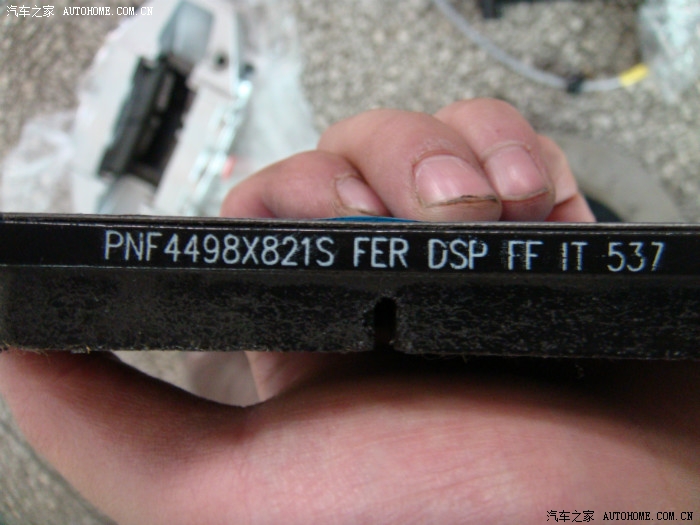 汽车之家 AUTOHOME.COM.CN
PNF4498X821S FER DSP FF IT 537
汽车之家 AUTOHOME.COM.CN